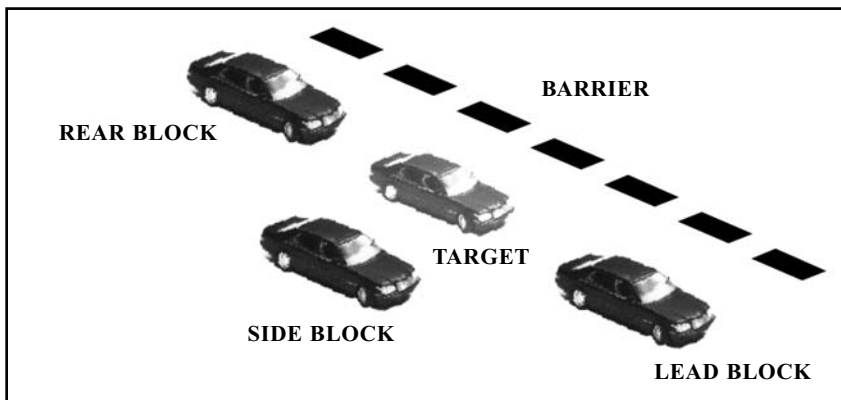 BARRIER
REAR BLOCK
TARGET
SIDE BLOCK
LEAD BLOCK